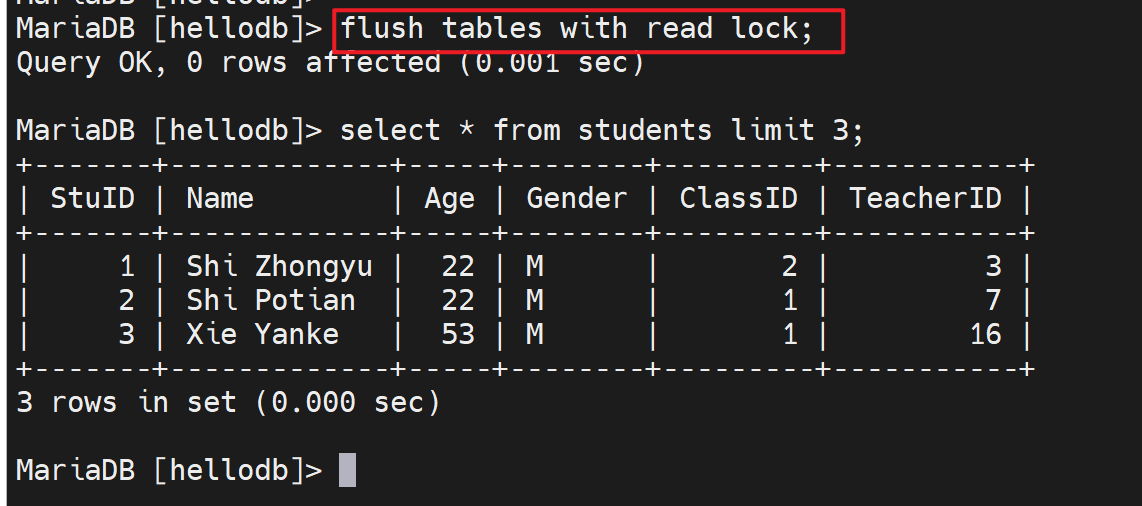 MariaDB [hellodb]>
MariaDB [hellodb]> flush tables with read lock;
Query OK, 0 rows affected (0.001 sec)
MariaDB [hellodb]> select * from students limit 3;
+-------+-------------+-----+--------+---------+-----------+
| StuID | Name        | Age | Gender | ClassID | TeacherID |
+-------+-------------+-----+--------+---------+-----------+
|     1 | Shi Zhongyu |  22 | M      |       2 |         3 |
|     2 | Shi Potian  |  22 | M      |       1 |         7 |
|     3 | Xie Yanke   |  53 | M      |       1 |        16 |
+-------+-------------+-----+--------+---------+-----------+
3 rows in set (0.000 sec)
MariaDB [hellodb]>